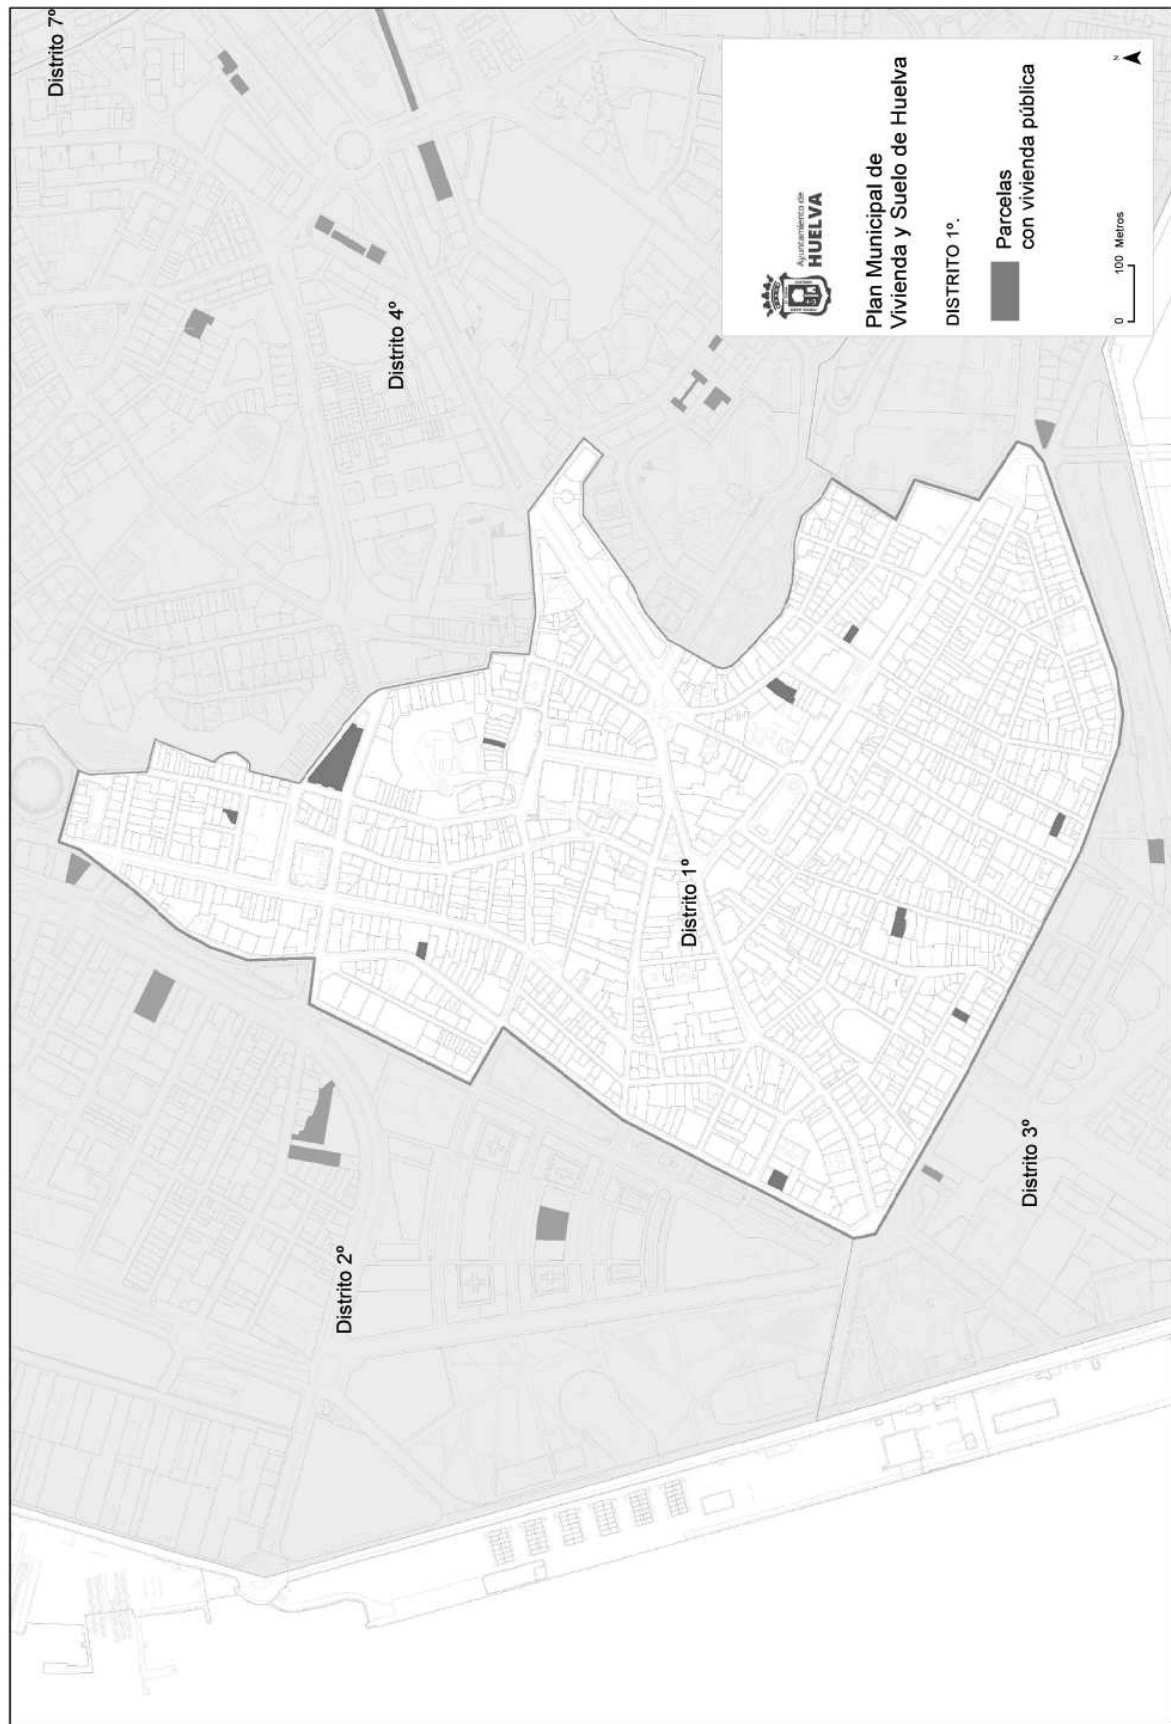 Distrito 7º
Distrito 4º
Distrito 1º
Distrito 2º
Distrito 3º
Ayuntamiento de
HUELVA
Plan Municipal de
Vivienda y Suelo de Huelva
DISTRITO 1º.
Parcelas
con vivienda pública
0 100 Metros
N